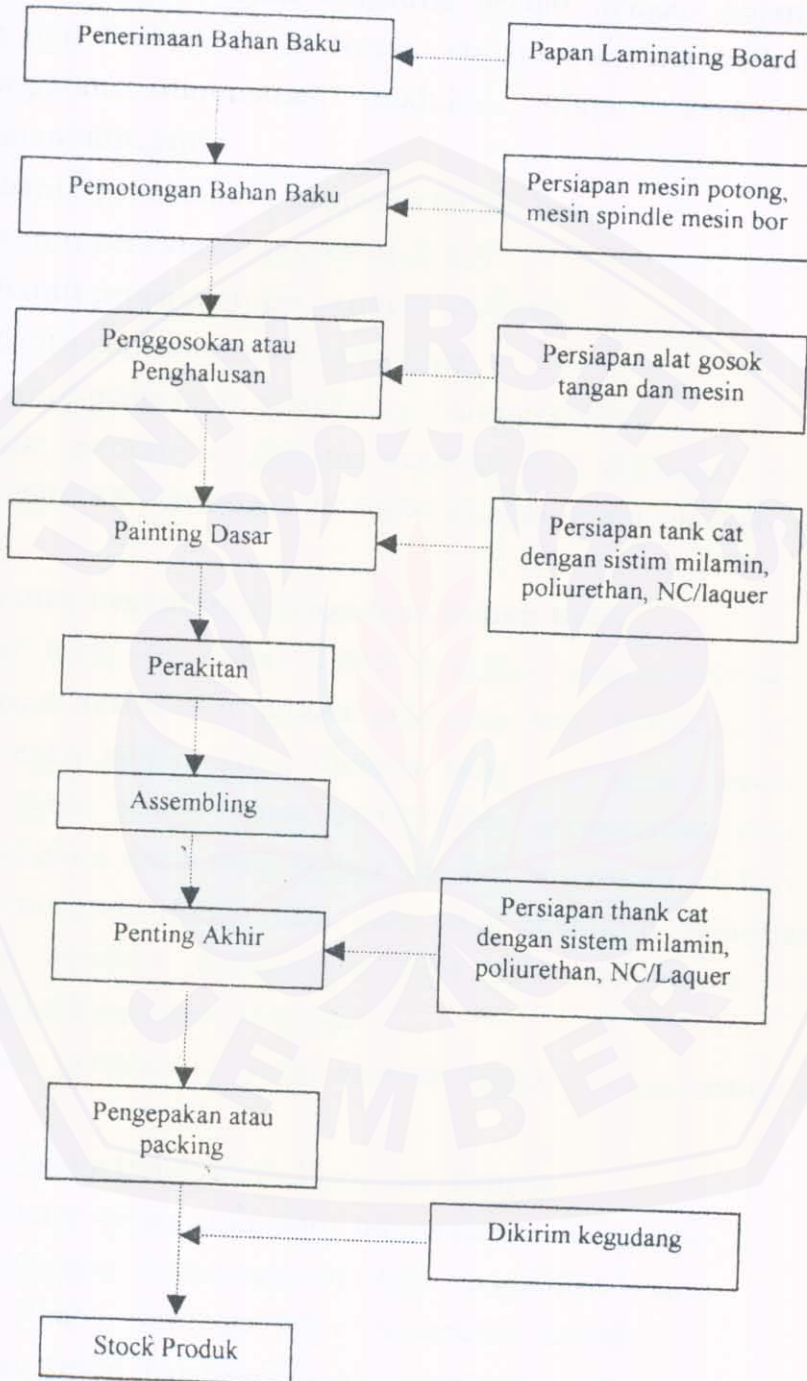 Penerimaan Bahan Baku
Papan Laminating Board
Pemotongan Bahan Baku
Persiapan mesin potong,
mesin spindle mesin bor
Penggosokan atau
Penghalusan
Persiapan alat gosok
tangan dan mesin
Painting Dasar
Persiapan tank cat
dengan sistim milamin,
poliurethan, NC/laquer
Perakitan
Assembling
Penting Akhir
Persiapan thank cat
dengan sistem milamin,
poliurethan, NC/Laquer
Pengepakan atau
packing
Dikirim kegudang
Stock Produk
UNIVERSITAS
JEMBER